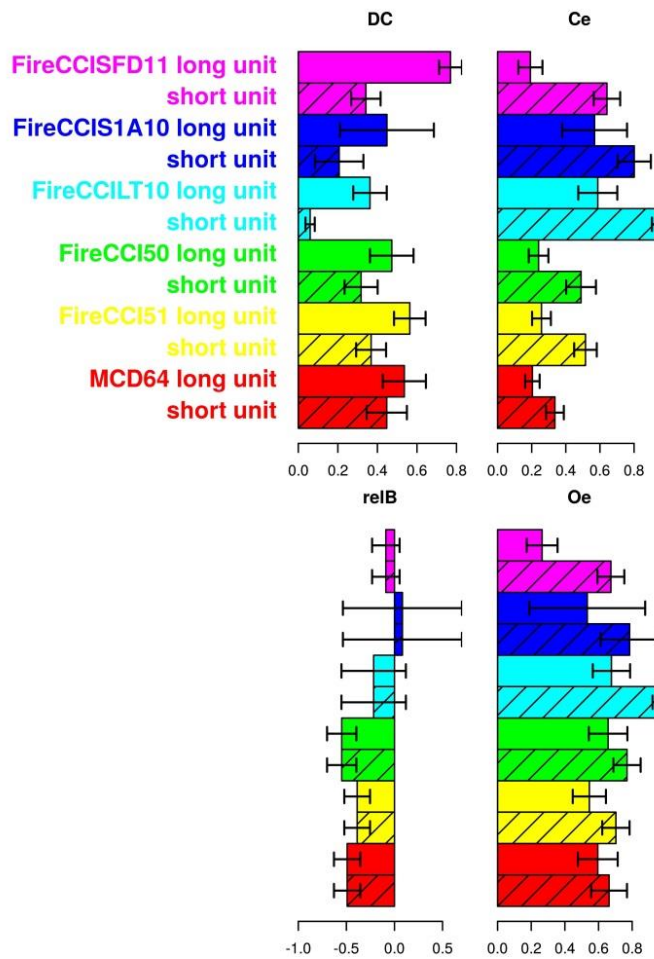 DC Ce
FireCCISFD11 long unit
short unit
FireCCIS1A10 long unit
short unit
FireCCILT10 long unit
short unit
FireCCI50 long unit
short unit
FireCCI51 long unit
short unit
MCD64 long unit
short unit
0.0 0.2 0.4 0.6 0.8 0.0 0.2 0.4 0.6 0.8
relB Oe
-1.0 -0.5 0.0 0.5 0.0 0.2 0.4 0.6 0.8